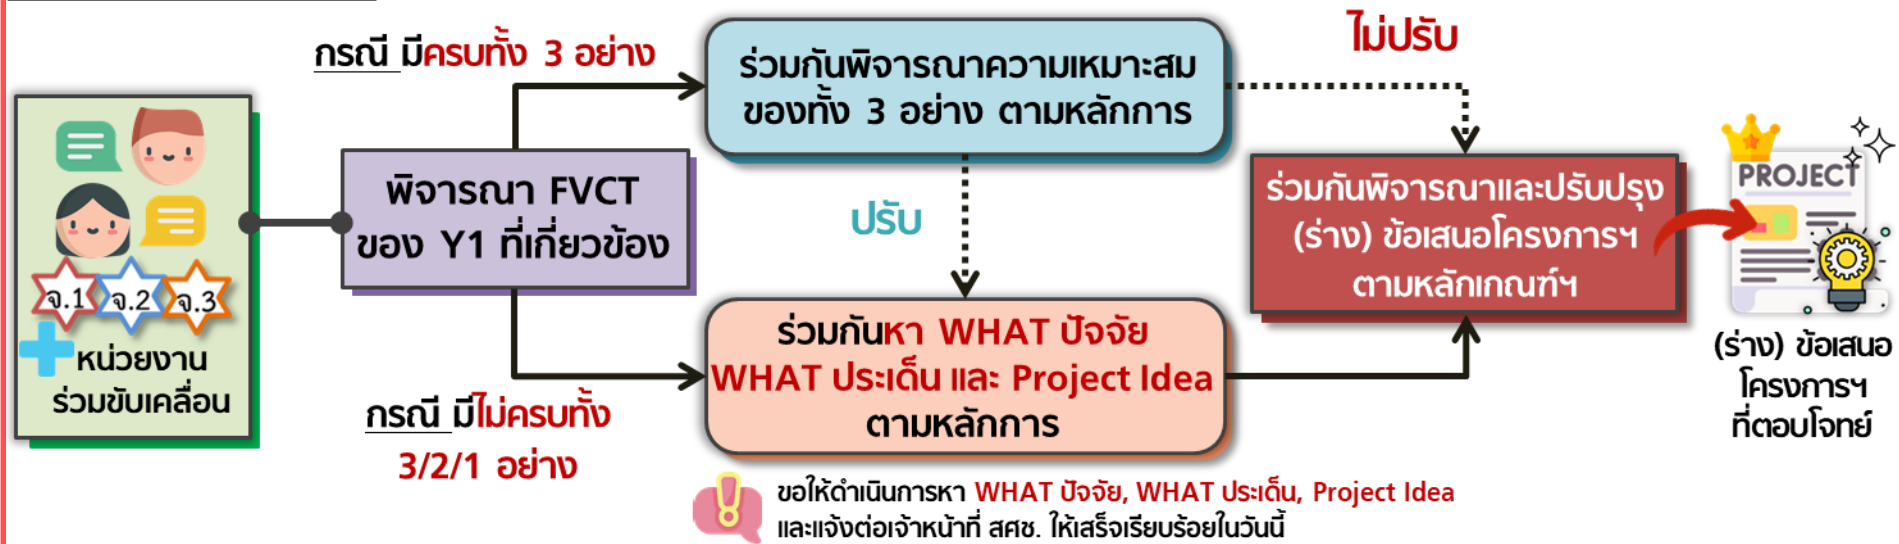 จ.1
จ.2
จ.3
หน่วยงาน
ร่วมขับเคลื่อน
พิจารณา FVCT
ของ Y1 ที่เกี่ยวข้อง
กรณี มีครบทั้ง 3 อย่าง
ร่วมกันพิจารณาความเหมาะสม
ของทั้ง 3 อย่าง ตามหลักการ
ไม่ปรับ
ปรับ
กรณี มีไม่ครบทั้ง
3/2/1 อย่าง
ร่วมกันหา WHAT ปัจจัย
WHAT ประเด็น และ Project Idea
ตามหลักการ
ร่วมกันพิจารณาและปรับปรุง
(ร่าง) ข้อเสนอโครงการฯ
ตามหลักเกณฑ์ฯ
PROJECT
(ร่าง) ข้อเสนอ
โครงการฯ
ที่ตอบโจทย์
ขอให้ดำเนินการหา WHAT ปัจจัย, WHAT ประเด็น, Project Idea
และแจ้งต่อเจ้าหน้าที่ สศช. ให้เสร็จเรียบร้อยในวันนี้